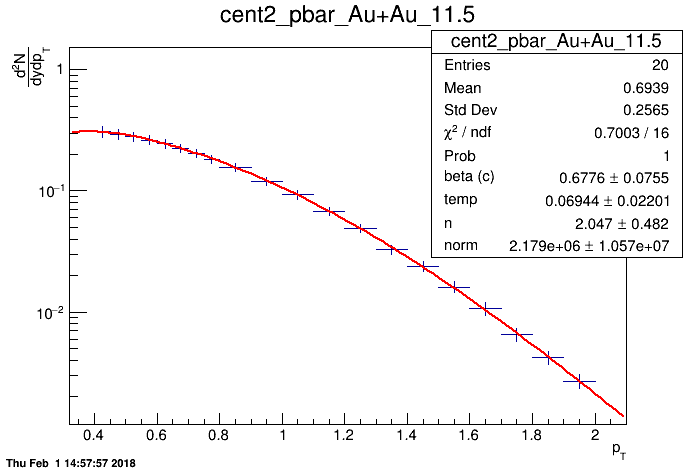 cent2_pbar_Au+Au_11.5
d²N
dydp_T
cent2_pbar_Au+Au_11.5
Entries 20
Mean 0.6939
Std Dev 0.2565
χ² / ndf 0.7003 / 16
Prob 1
beta (c) 0.6776 ± 0.0755
temp 0.06944 ± 0.02201
n 2.047 ± 0.482
norm 2.179e+06 ± 1.057e+07
1
10⁻¹
10⁻²
0.4 0.6 0.8 1 1.2 1.4 1.6 1.8 2
p_T
Thu Feb 1 14:57:57 2018